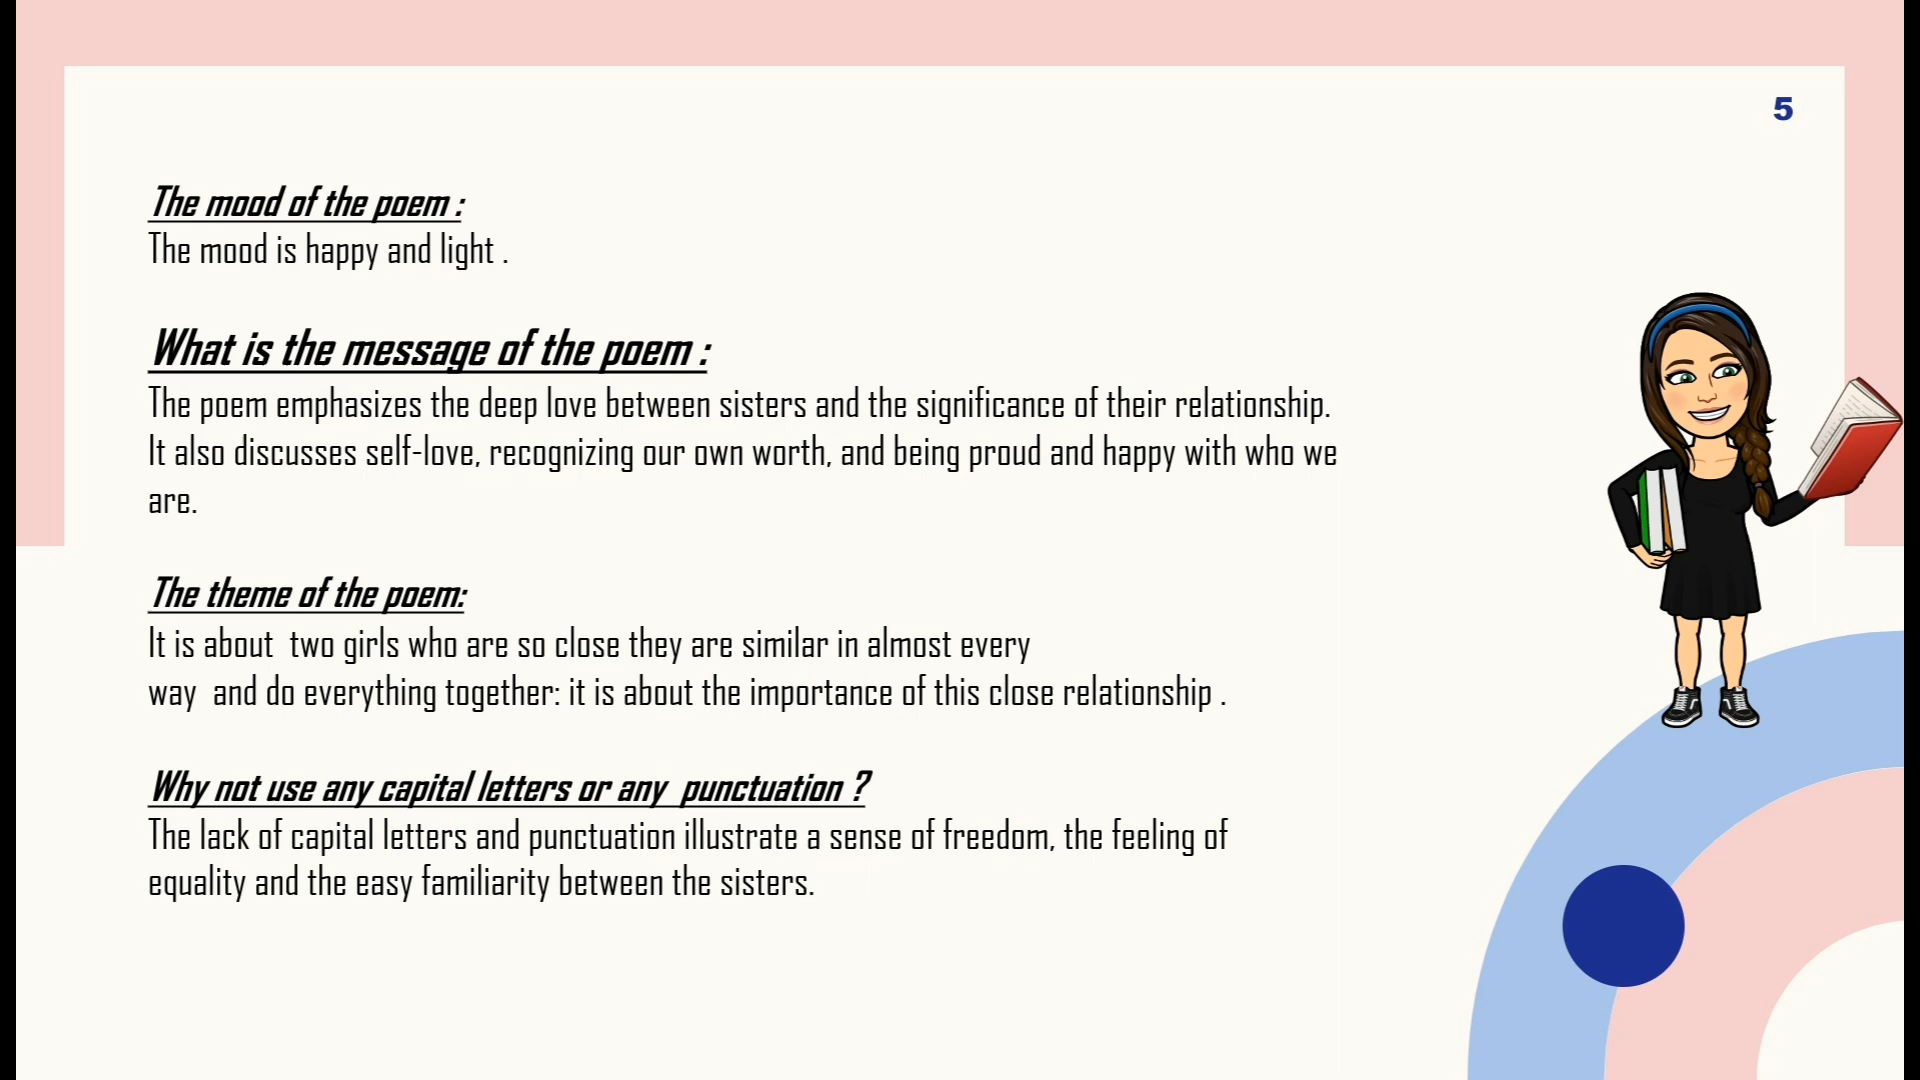 5
The mood of the poem :
The mood is happy and light .
What is the message of the poem :
The poem emphasizes the deep love between sisters and the significance of their relationship.
It also discusses self-love, recognizing our own worth, and being proud and happy with who we
are.
The theme of the poem:
It is about  two girls who are so close they are similar in almost every
way  and do everything together: it is about the importance of this close relationship .
Why not use any capital letters or any  punctuation ?
The lack of capital letters and punctuation illustrate a sense of freedom, the feeling of
equality and the easy familiarity between the sisters.